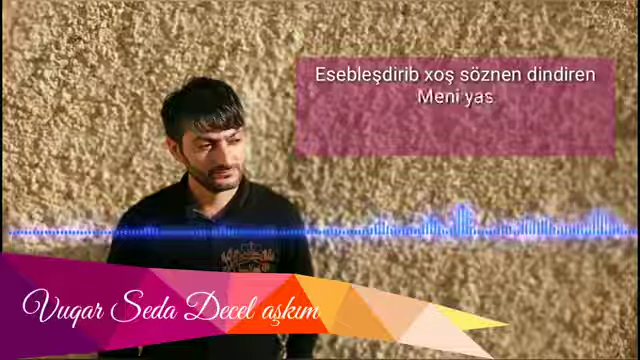 Esebleşdirib xoş söznen dindiren
Meni yas
Vuqar Seda Decel aşkım